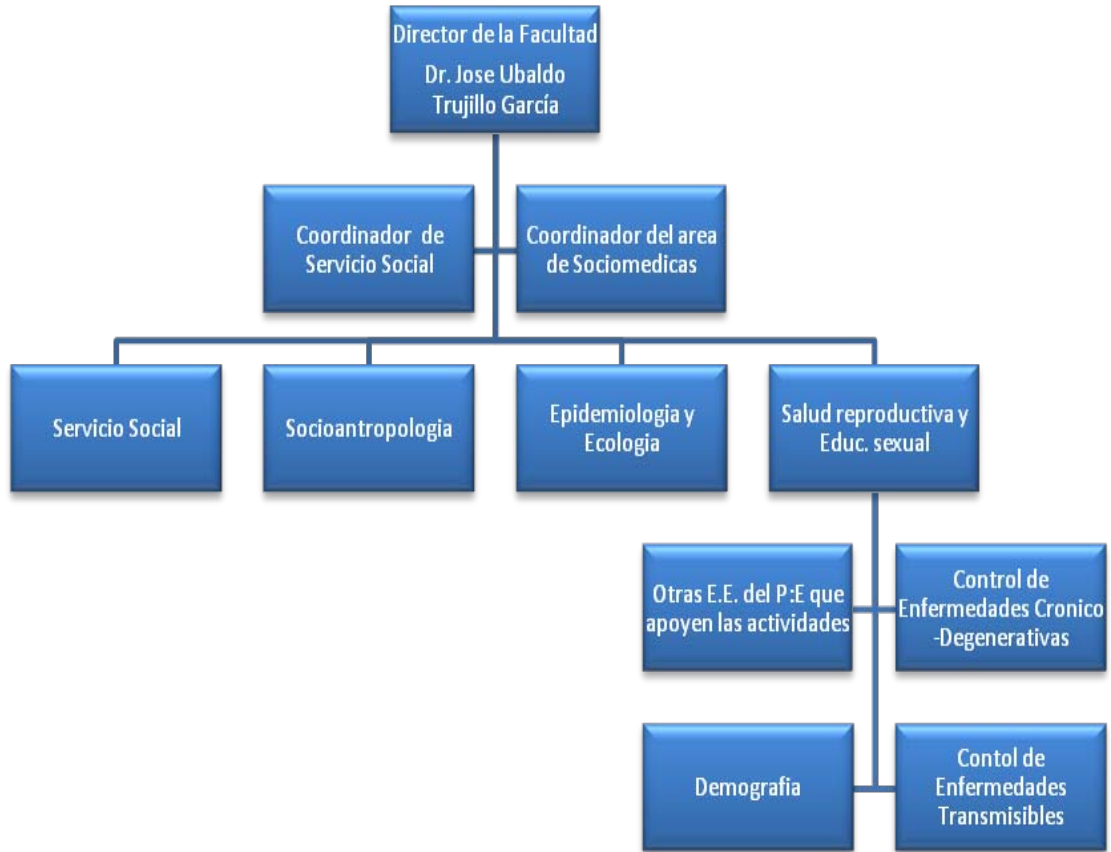 Director de la Facultad
Dr. Jose Ubaldo
Trujillo García
Coordinador de
Servicio Social
Coordinador del area
de Sociomedicas
Servicio Social
Socioantropologia
Epidemiologia y
Ecologia
Salud reproductiva y
Educ. sexual
Otras E.E. del P:E que
apoyen las actividades
Control de
Enfermedades Cronico
-Degenerativas
Demografia
Contol de
Enfermedades
Transmisibles